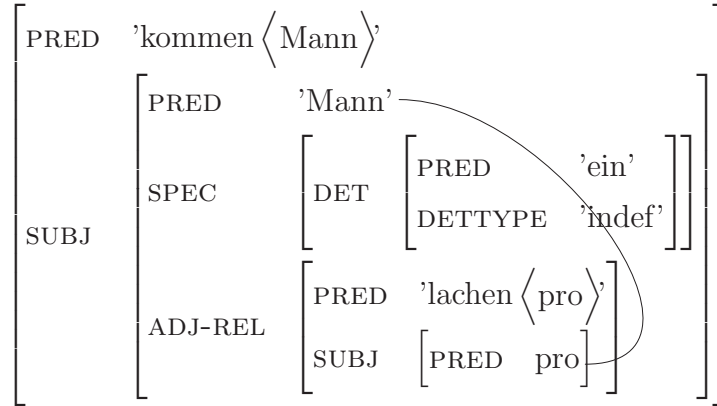 PRED ’kommen⟨Mann⟩’
PRED ’Mann’
PRED ’ein’
SPEC DET
DETTYPE ’indef’
SUBJ
PRED ’lachen⟨pro⟩’
ADJ-REL
SUBJ PRED pro